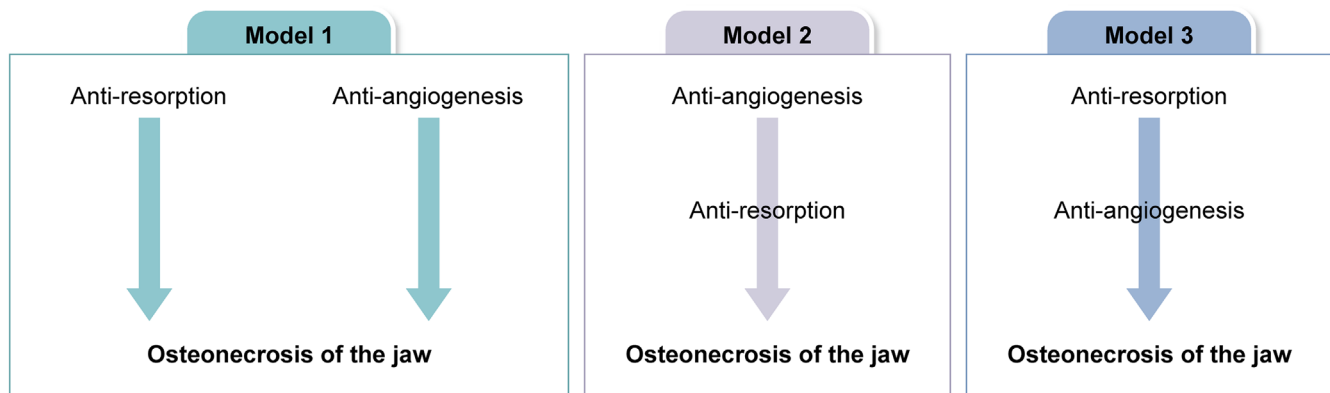 Model 1
Anti-resorption
Anti-angiogenesis
Osteonecrosis of the jaw
Model 2
Anti-angiogenesis
Anti-resorption
Osteonecrosis of the jaw
Model 3
Anti-resorption
Anti-angiogenesis
Osteonecrosis of the jaw